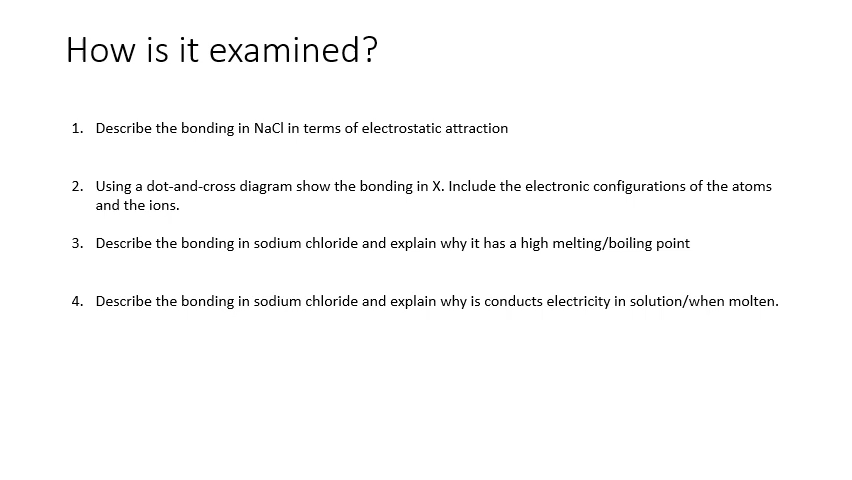 How is it examined?
1. Describe the bonding in NaCl in terms of electrostatic attraction
2. Using a dot-and-cross diagram show the bonding in X. Include the electronic configurations of the atoms
and the ions.
3. Describe the bonding in sodium chloride and explain why it has a high melting/boiling point
4. Describe the bonding in sodium chloride and explain why is conducts electricity in solution/when molten.